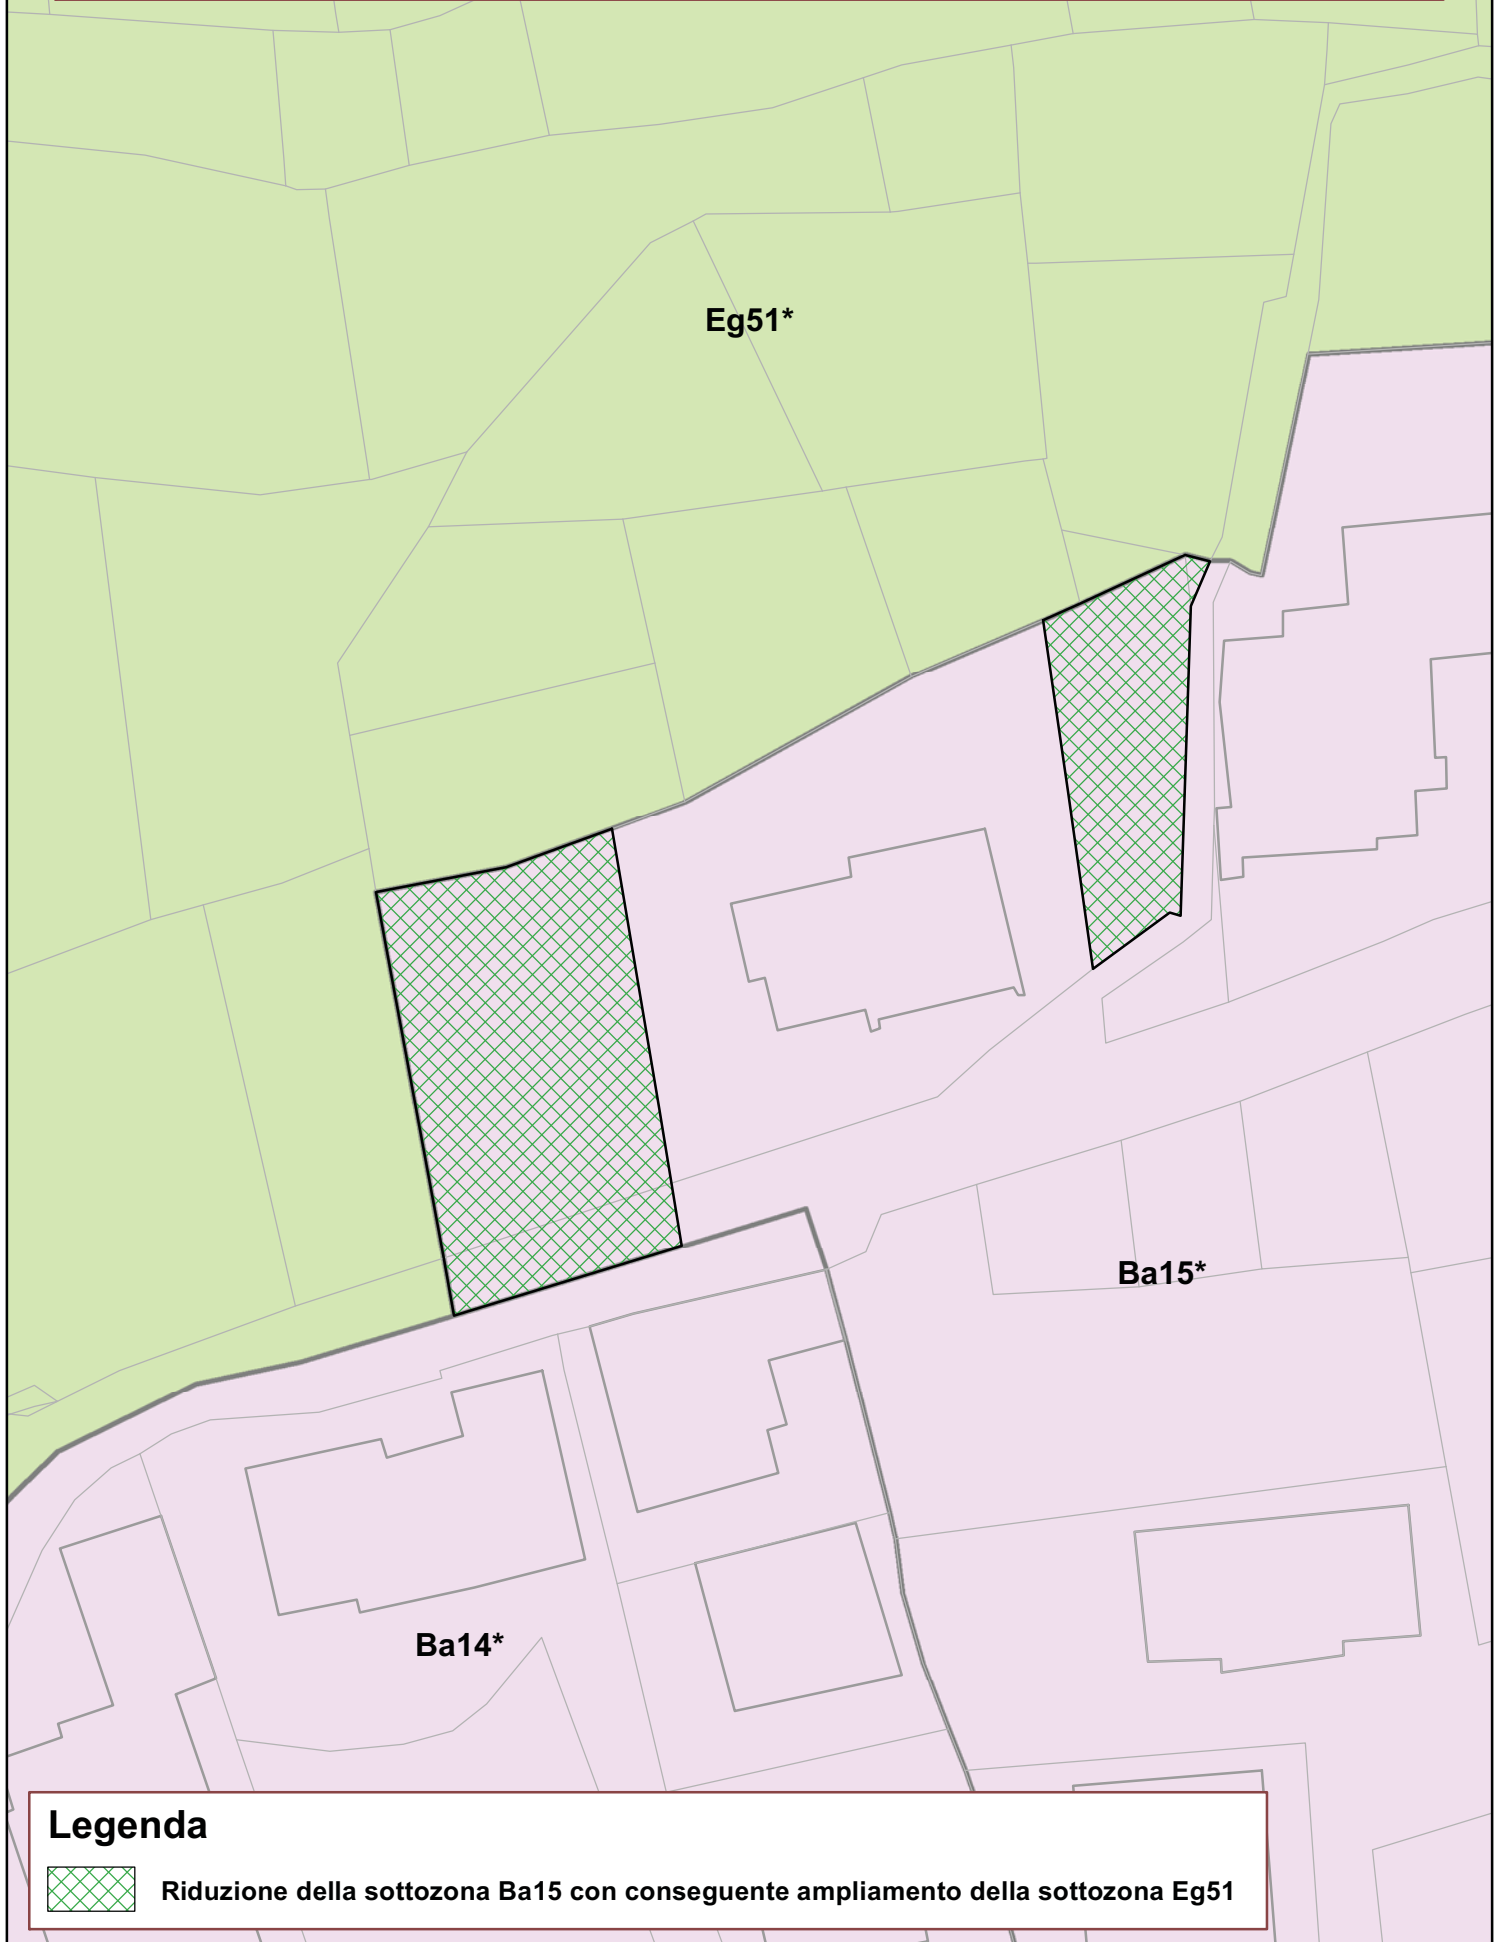 Eg51*
Ba15*
Ba14*
Legenda
Riduzione della sottozona Ba15 con conseguente ampliamento della sottozona Eg51